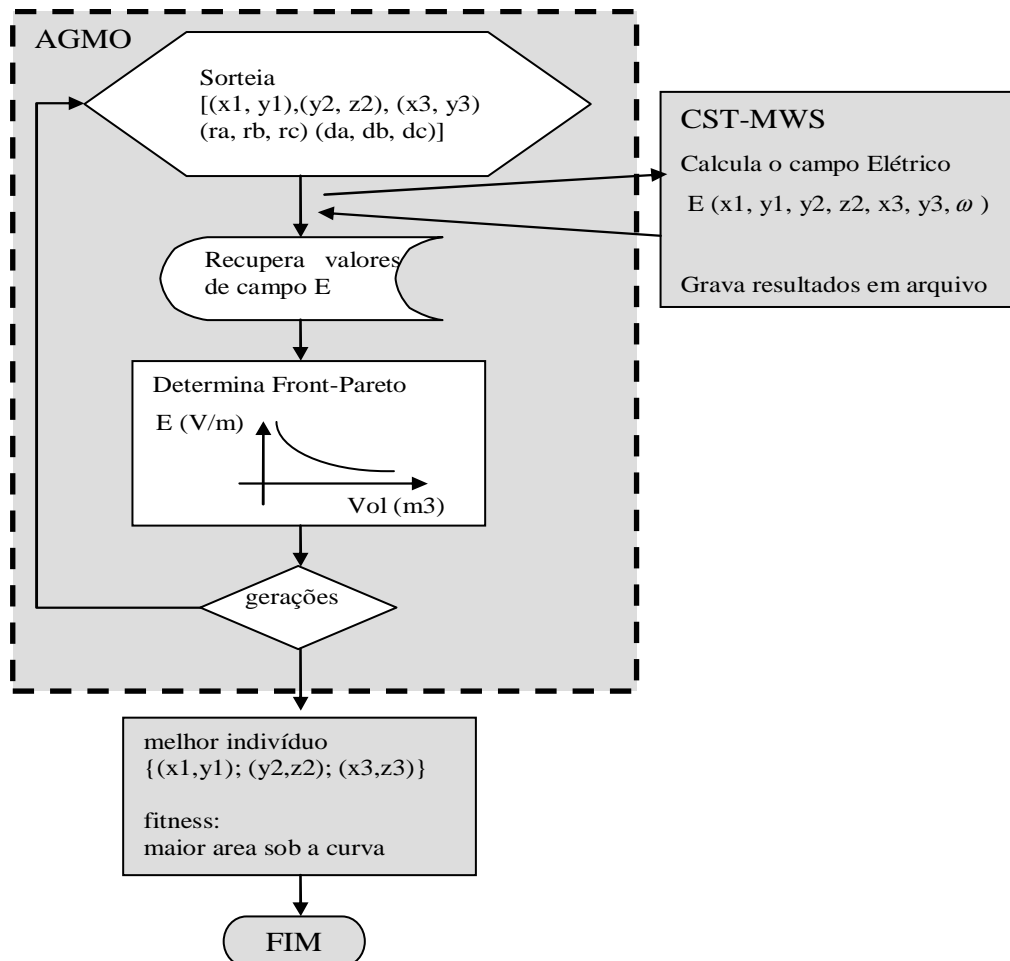 AGMO
Sorteia
[(x1, y1),(y2, z2), (x3, y3)
(ra, rb, rc) (da, db, dc)]
CST-MWS
Calcula o campo Elétrico
E (x1, y1, y2, z2, x3, y3, ω )
Grava resultados em arquivo
Recupera valores
de campo E
Determina Front-Pareto
E (V/m)
Vol (m3)
gerações
melhor indivíduo
{(x1,y1); (y2,z2); (x3,z3)}
fitness:
maior area sob a curva
FIM